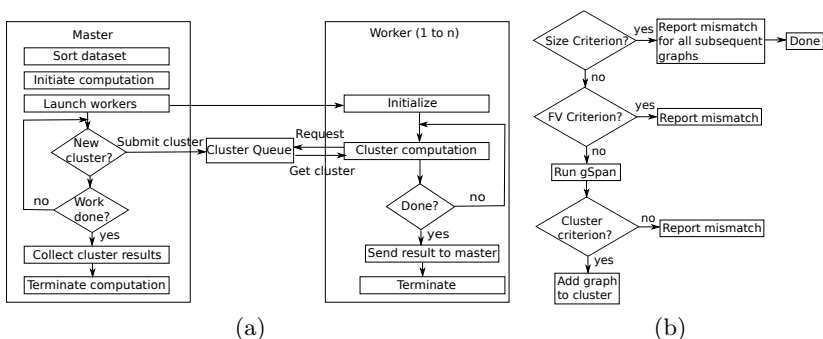 Master
Sort dataset
Initiate computation
Launch workers
New
cluster?
Submit cluster
no
Work
done?
yes
Collect cluster results
Terminate computation
Cluster Queue
Request
Get cluster
Worker (1 to n)
Initialize
Cluster computation
Done?
no
yes
Send result to master
Terminate
(a)
Size Criterion?
yes
Report mismatch
for all subsequent
graphs
Done
no
FV Criterion?
yes
Report mismatch
no
Run gSpan
Cluster
criterion?
no
Report mismatch
yes
Add graph
to cluster
(b)